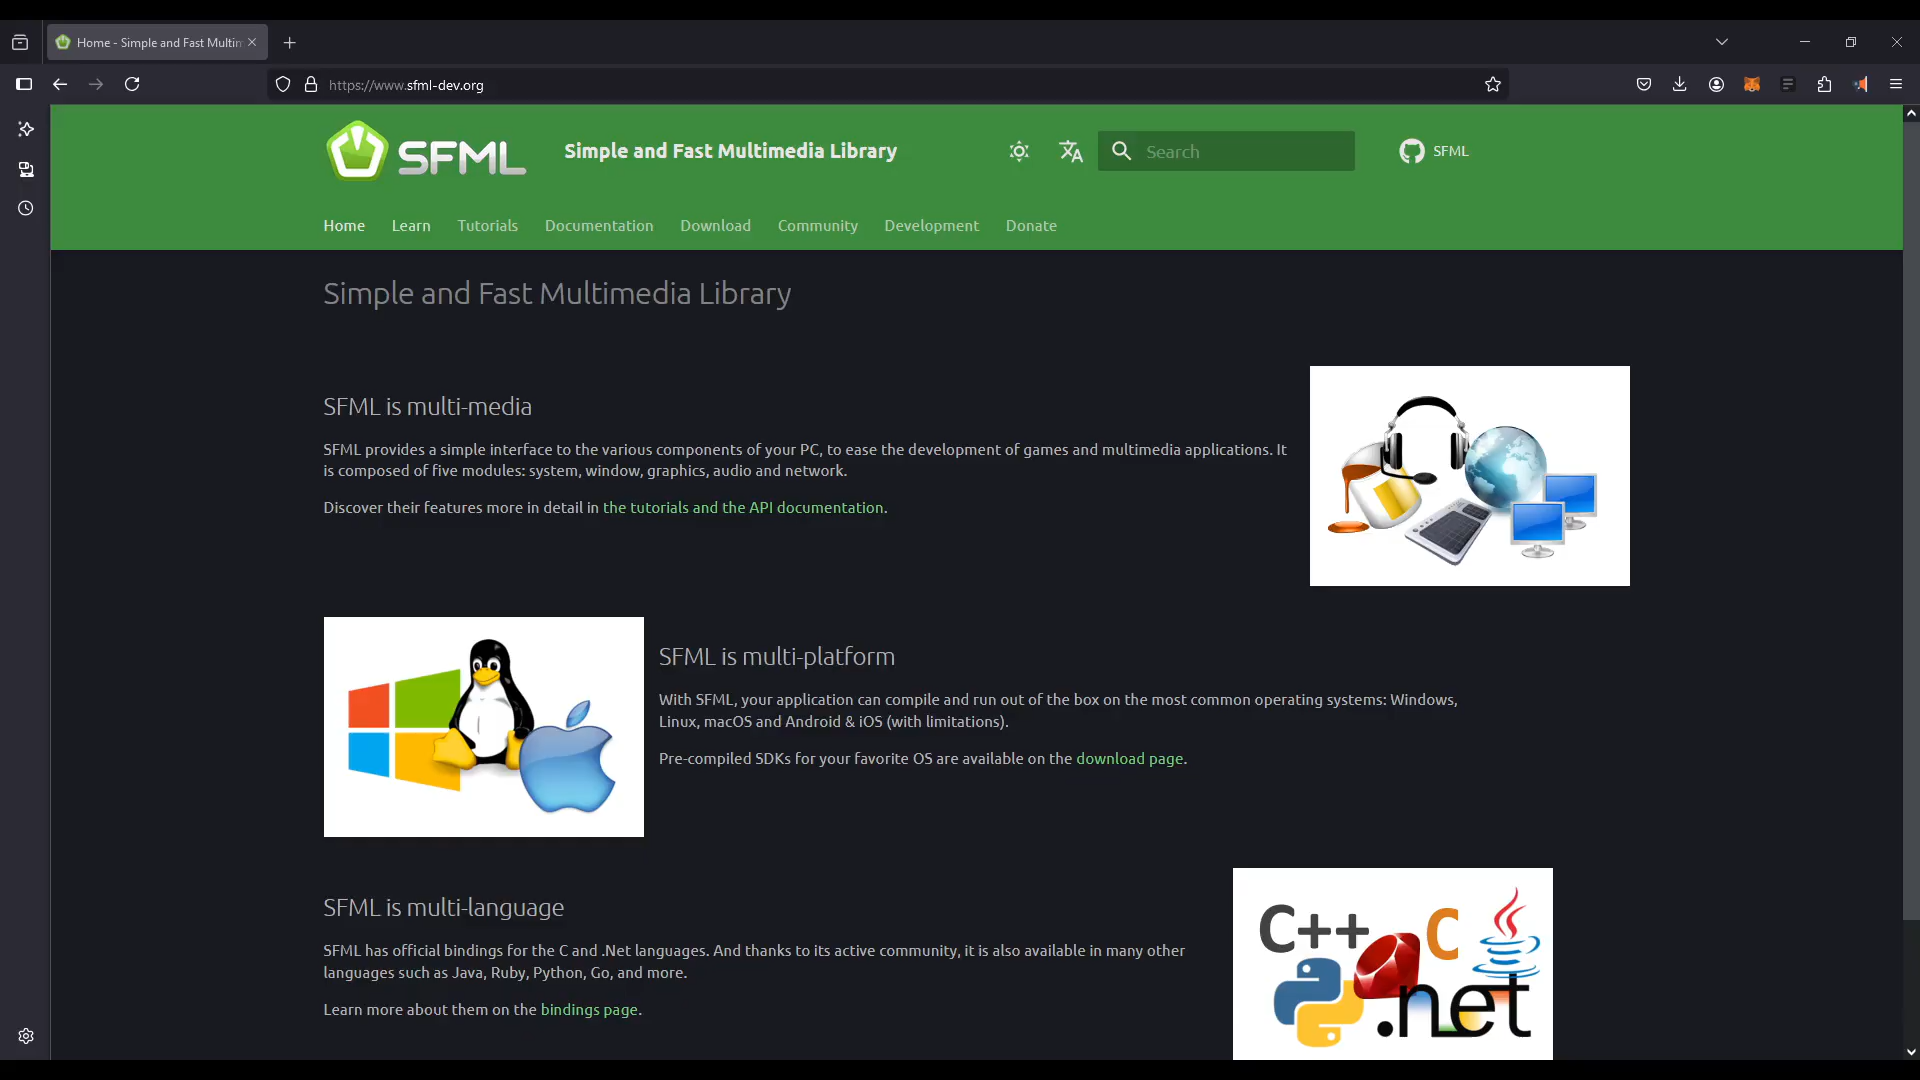 Home - Simple and Fast Multim
https://www.sfml-dev.org
SFML
Simple and Fast Multimedia Library
Search
SFML
Home Learn Tutorials Documentation Download Community Development Donate
Simple and Fast Multimedia Library
SFML is multi-media
SFML provides a simple interface to the various components of your PC, to ease the development of games and multimedia applications. It
is composed of five modules: system, window, graphics, audio and network.
Discover their features more in detail in the tutorials and the API documentation.
SFML is multi-platform
With SFML, your application can compile and run out of the box on the most common operating systems: Windows,
Linux, macOS and Android & iOS (with limitations).
Pre-compiled SDKs for your favorite OS are available on the download page.
SFML is multi-language
SFML has official bindings for the C and .Net languages. And thanks to its active community, it is also available in many other
languages such as Java, Ruby, Python, Go, and more.
Learn more about them on the bindings page.
C++ C
.net